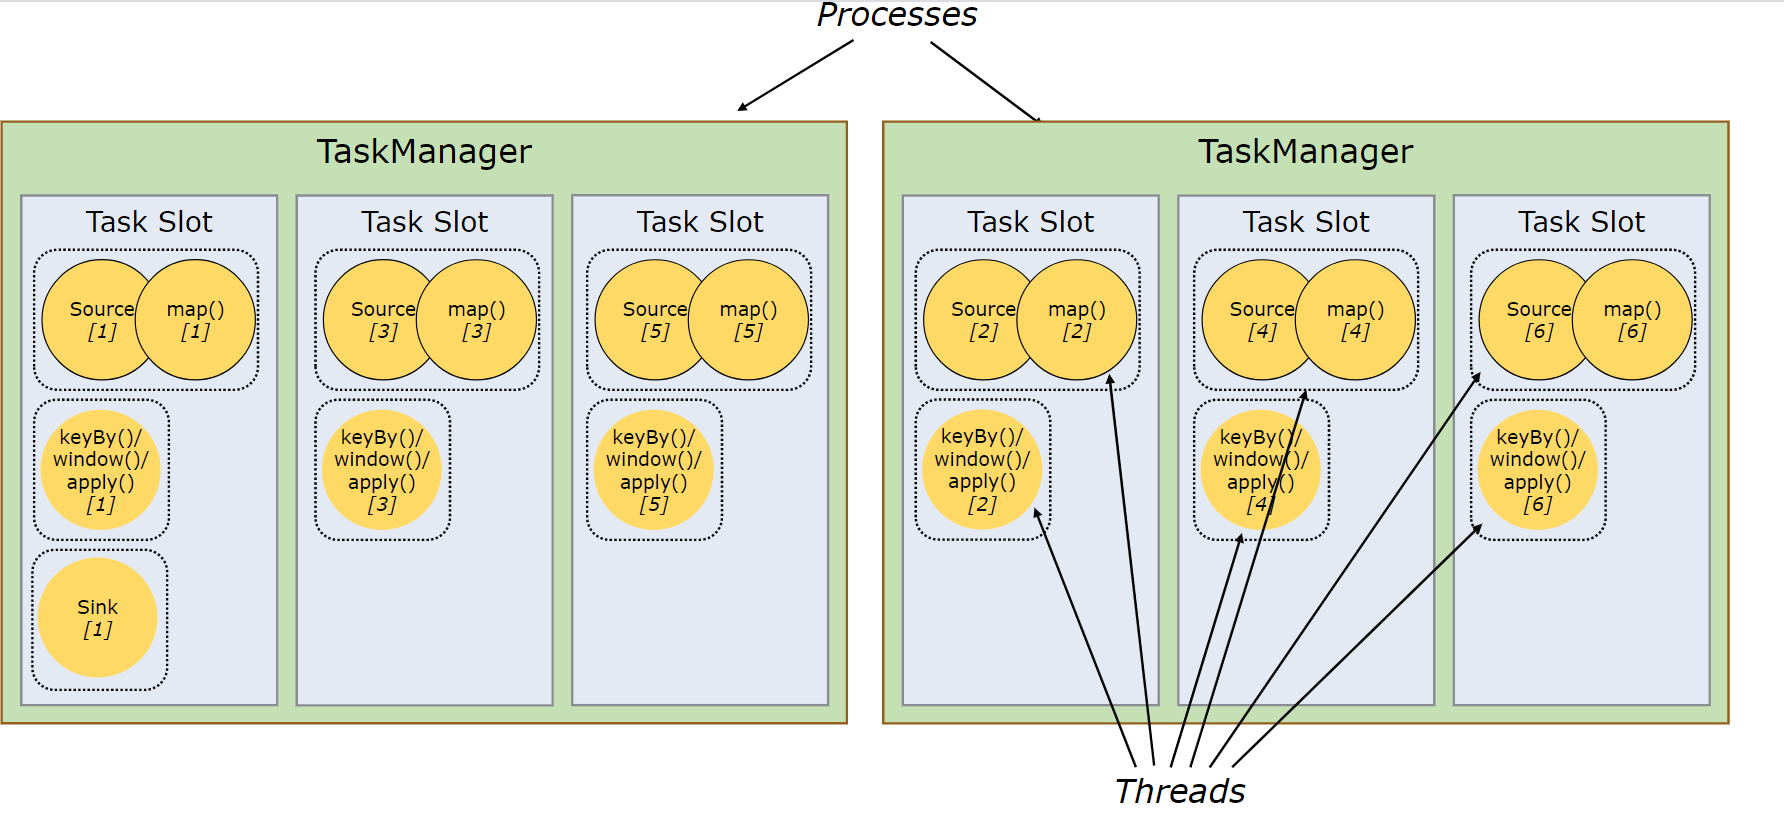 Processes
TaskManager
Task Slot
Source
[1]
map()
[1]
keyBy()/
window()/
apply()
[1]
Sink
[1]
Task Slot
Source
[3]
map()
[3]
keyBy()/
window()/
apply()
[3]
Task Slot
Source
[5]
map()
[5]
keyBy()/
window()/
apply()
[5]
TaskManager
Task Slot
Source
[2]
map()
[2]
keyBy()/
window()/
apply()
[2]
Task Slot
Source
[4]
map()
[4]
keyBy()/
window()/
apply()
[4]
Task Slot
Source
[6]
map()
[6]
keyBy()/
window()/
apply()
[6]
Threads